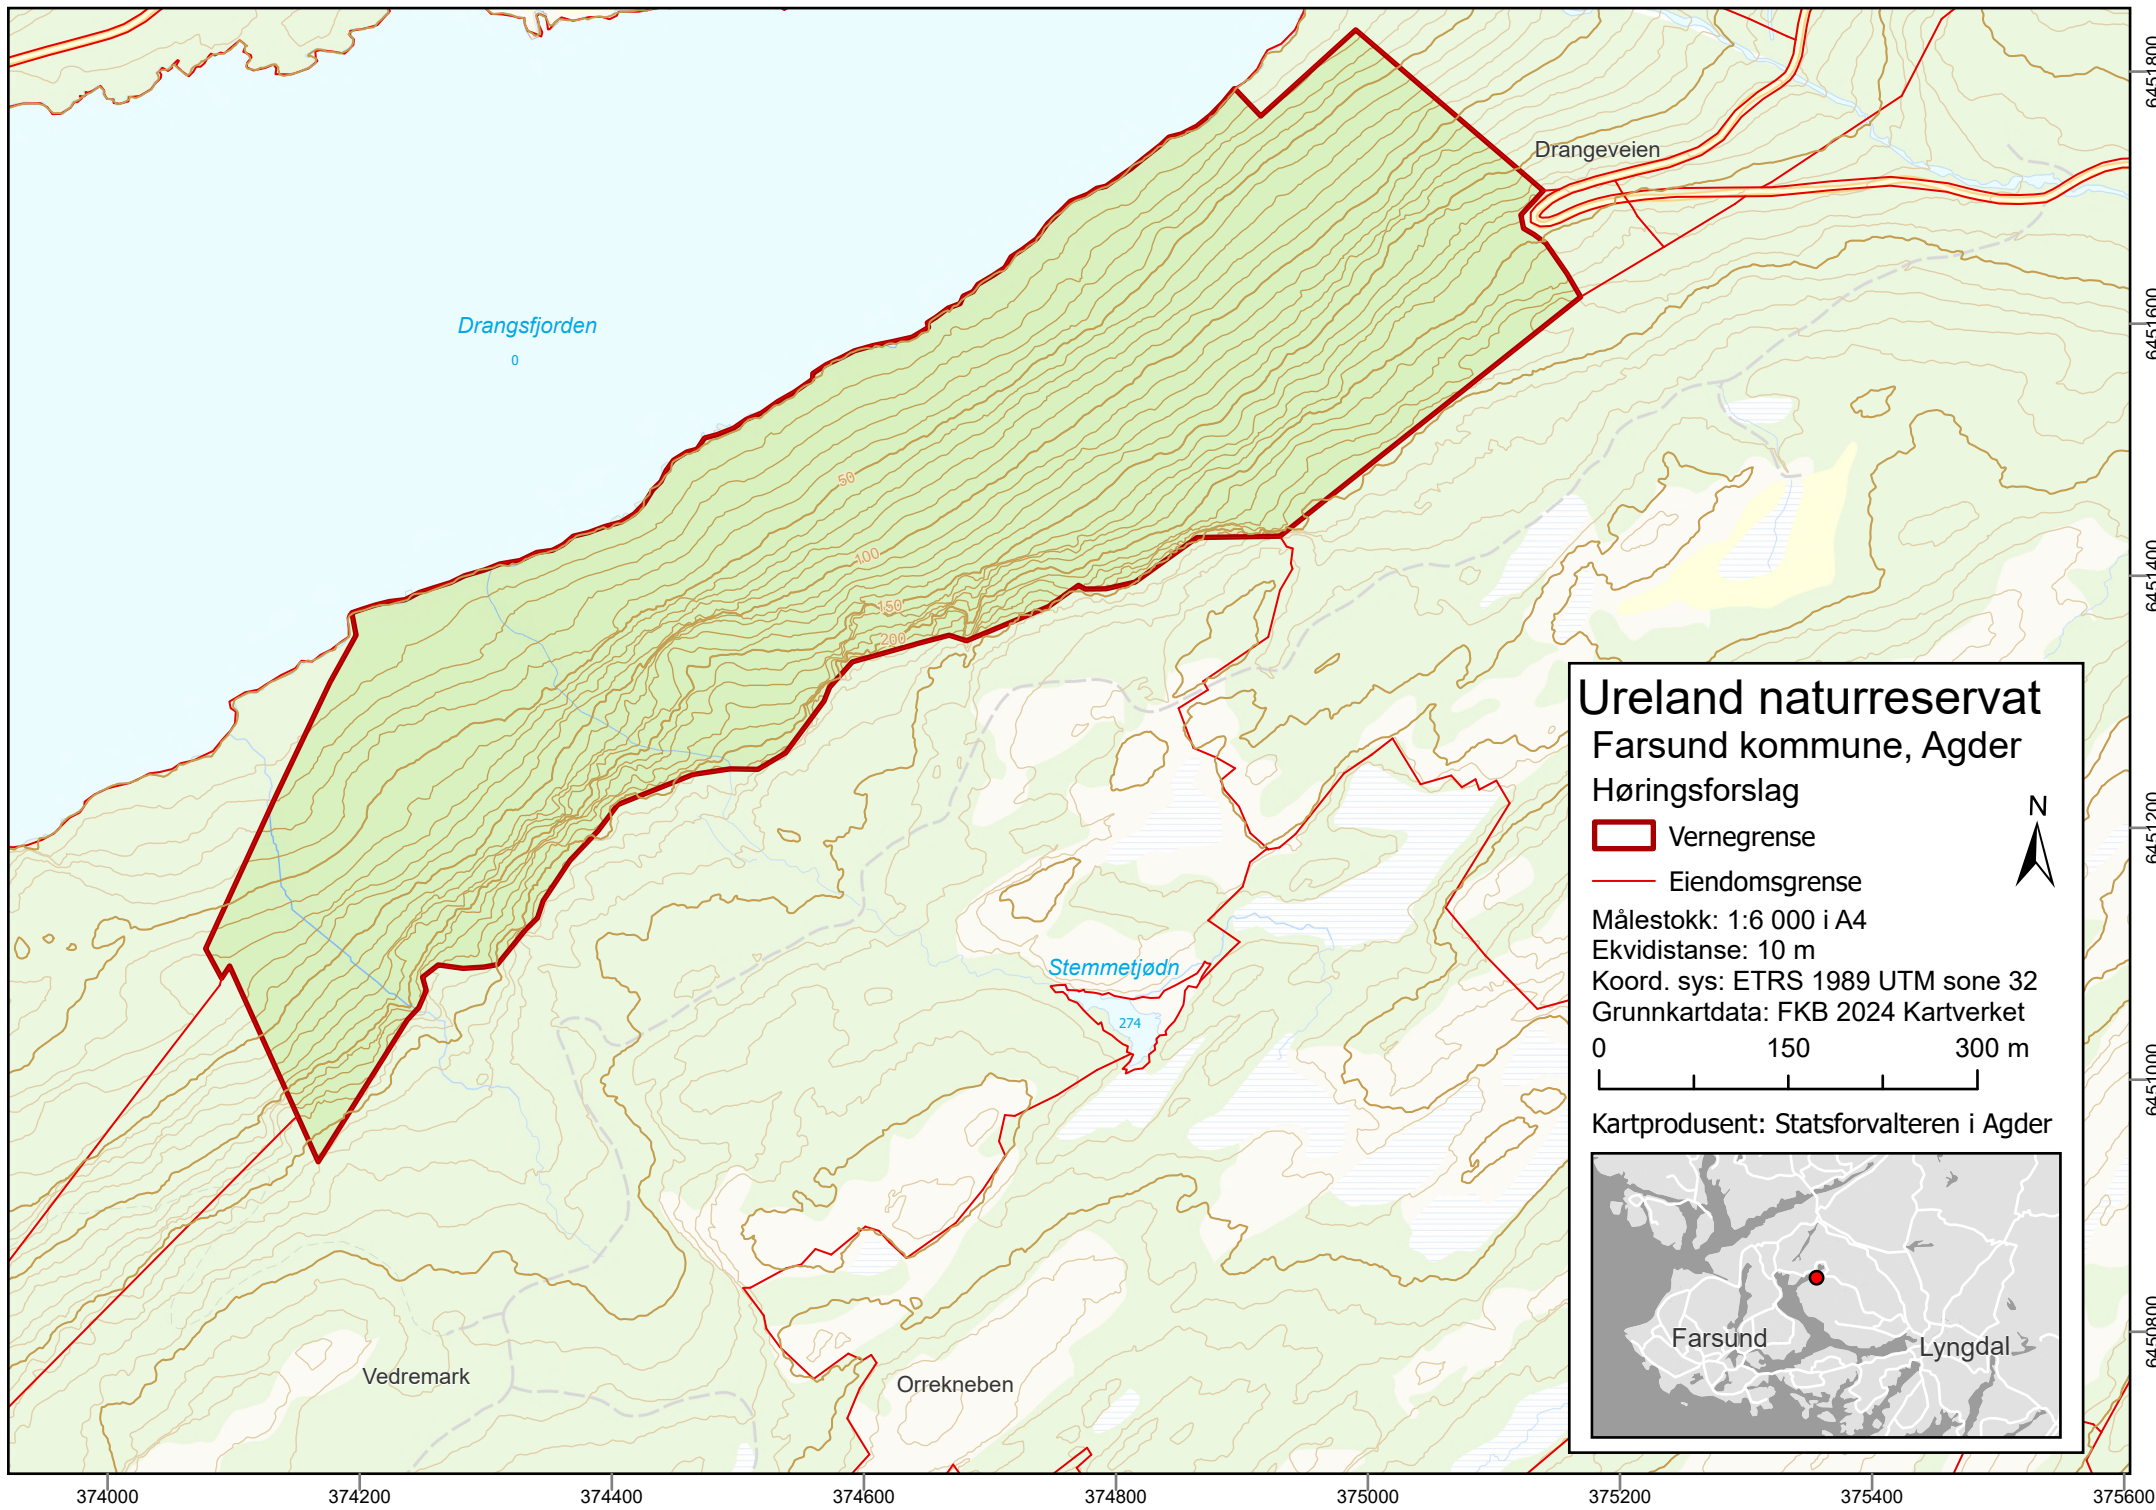 Drangeveien
Drangsfjorden
0
50
100
150
200
Stemmetjødn
274
Vedremark
Orrekneben
Ureland naturreservat
Farsund kommune, Agder
Høringsforslag
Vernegrense
N
Eiendomsgrense
Målestokk: 1:6 000 i A4
Ekvidistanse: 10 m
Koord. sys: ETRS 1989 UTM sone 32
Grunnkartdata: FKB 2024 Kartverket
0 150 300 m
Kartprodusent: Statsforvalteren i Agder
Farsund
Lyngdal
6451800
6451600
6451400
6451200
6451000
6450800
374000 374200 374400 374600 374800 375000 375200 375400 375600